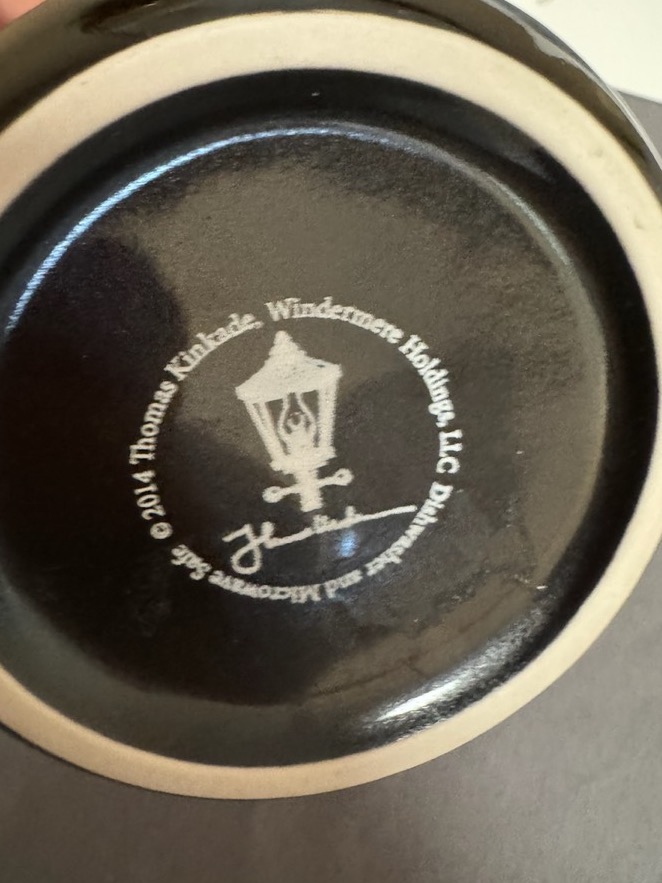 © 2014 Thomas Kinkade, Windermere Holdings, LLC Dishwasher and Microwave Safe